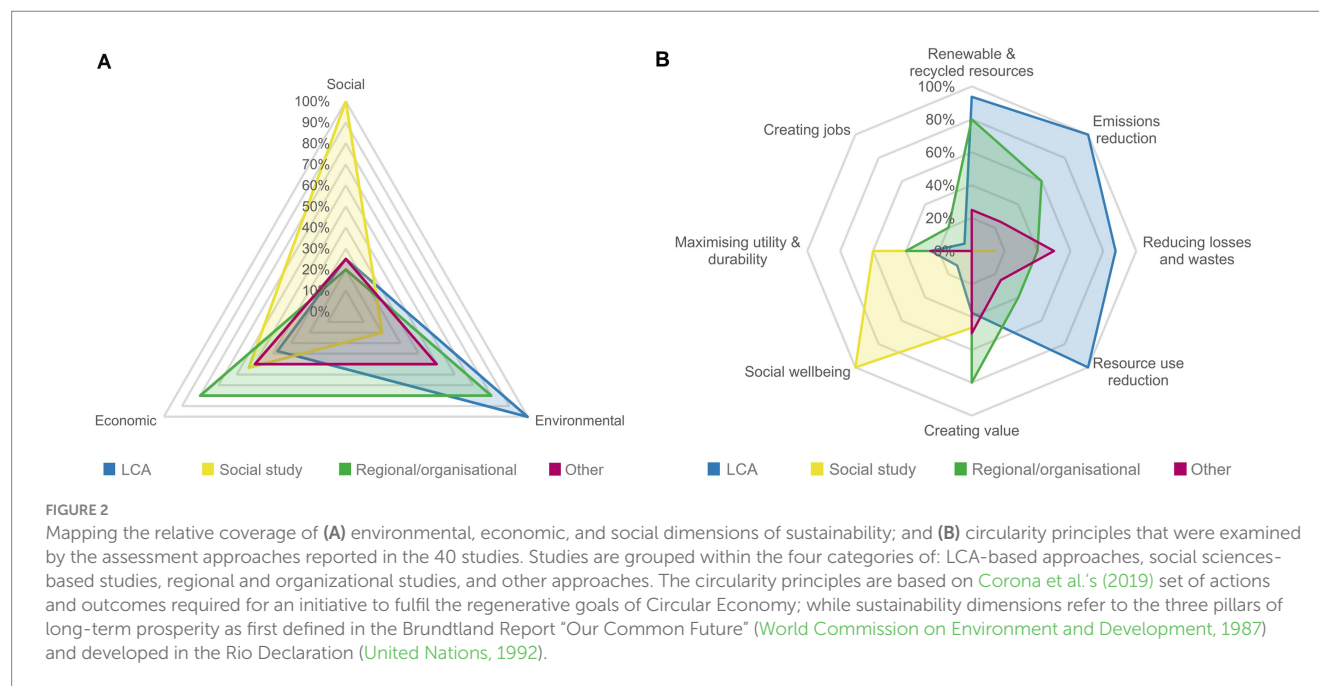 A
Social
100%
90%
80%
70%
60%
50%
40%
30%
20%
10%
0%
Economic
Environmental
LCA
Social study
Regional/organisational
Other
B
Renewable &
recycled resources
100%
80%
60%
40%
20%
0%
Emissions
reduction
Reducing losses
and wastes
Resource use
reduction
Creating value
Social wellbeing
Maximising utility &
durability
Creating jobs
LCA
Social study
Regional/organisational
Other
FIGURE 2
Mapping the relative coverage of (A) environmental, economic, and social dimensions of sustainability; and (B) circularity principles that were examined
by the assessment approaches reported in the 40 studies. Studies are grouped within the four categories of: LCA-based approaches, social sciences-
based studies, regional and organizational studies, and other approaches. The circularity principles are based on Corona et al.'s (2019) set of actions
and outcomes required for an initiative to fulfil the regenerative goals of Circular Economy; while sustainability dimensions refer to the three pillars of
long-term prosperity as first defined in the Brundtland Report "Our Common Future" (World Commission on Environment and Development, 1987)
and developed in the Rio Declaration (United Nations, 1992).